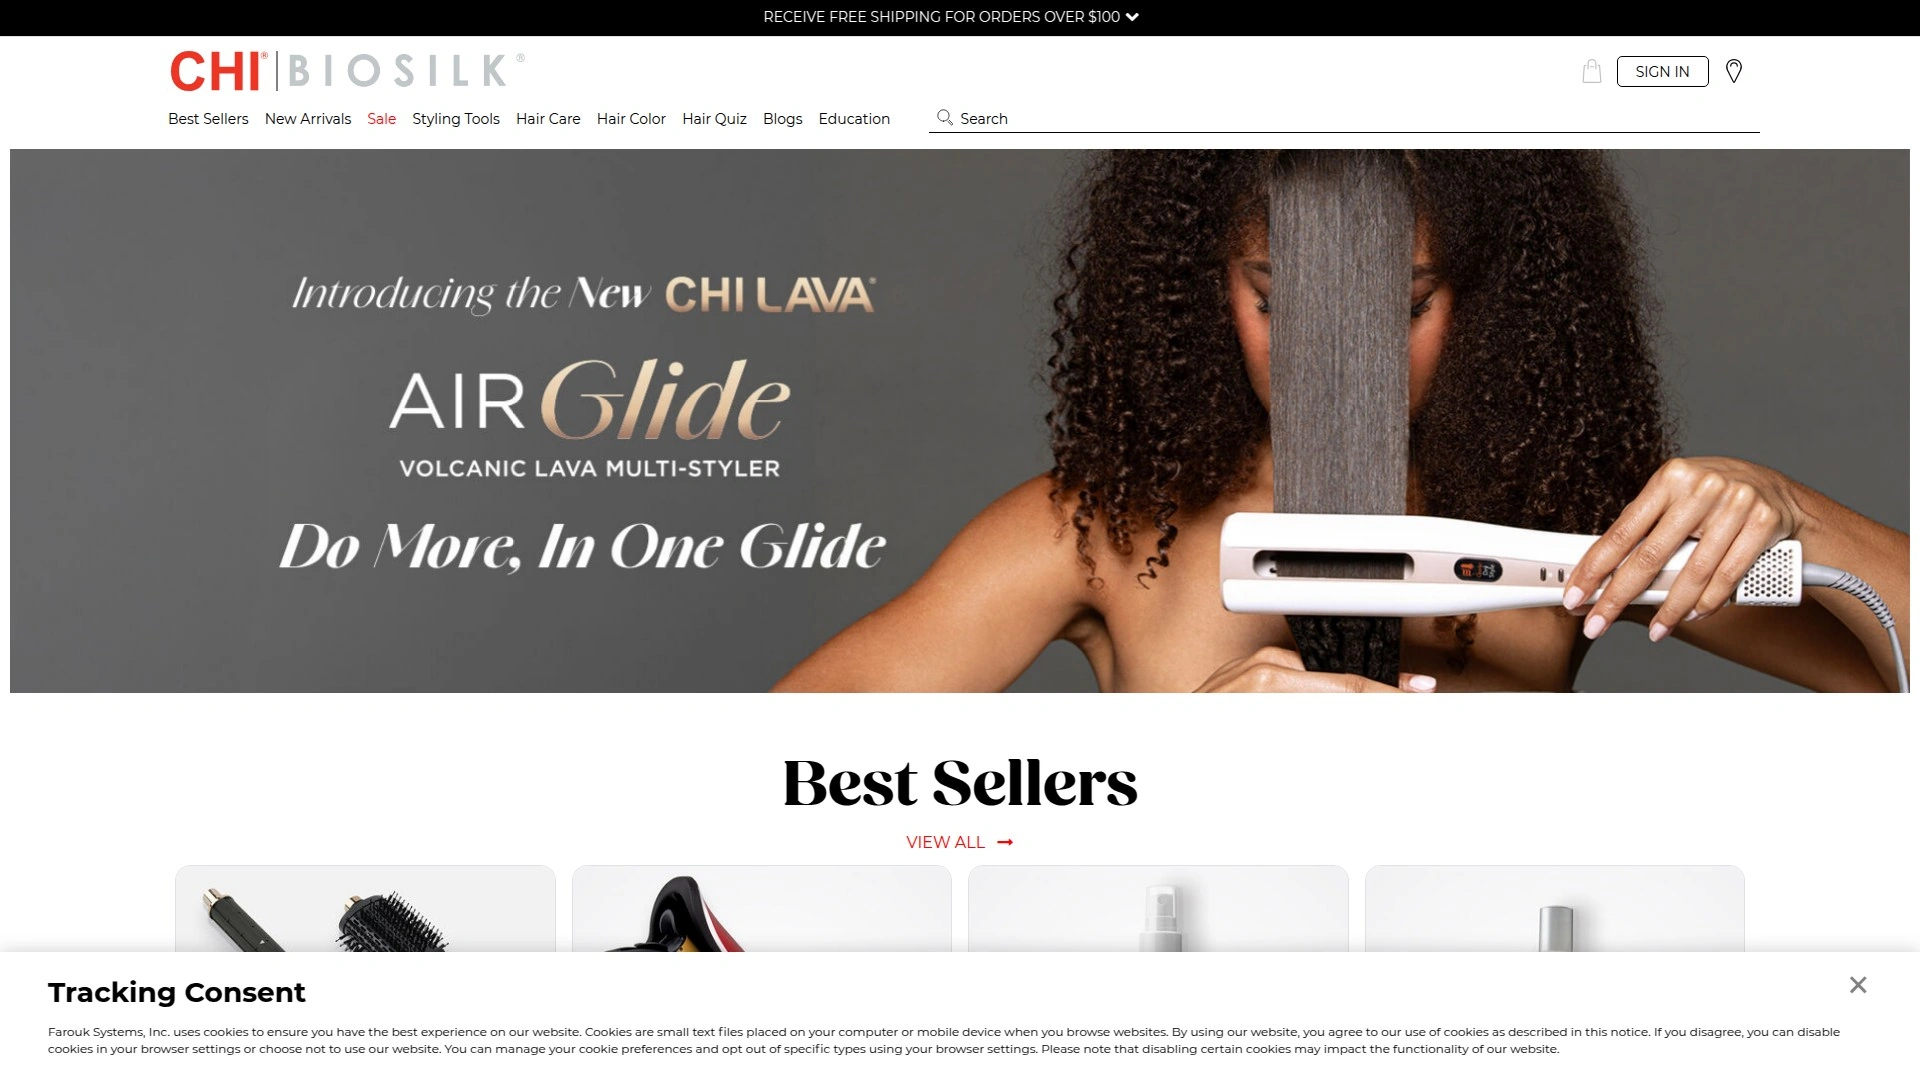 RECEIVE FREE SHIPPING FOR ORDERS OVER $100
CHI® | BIOSILK®
SIGN IN
Best Sellers New Arrivals Sale Styling Tools Hair Care Hair Color Hair Quiz Blogs Education Search
Introducing the New CHI LAVA®
AIR Glide
VOLCANIC LAVA MULTI-STYLER
Do More, In One Glide
Best Sellers
VIEW ALL
Tracking Consent
Farouk Systems, Inc. uses cookies to ensure you have the best experience on our website. Cookies are small text files placed on your computer or mobile device when you browse websites. By using our website, you agree to our use of cookies as described in this notice. If you disagree, you can disable
cookies in your browser settings or choose not to use our website. You can manage your cookie preferences and opt out of specific types using your browser settings. Please note that disabling certain cookies may impact the functionality of our website.